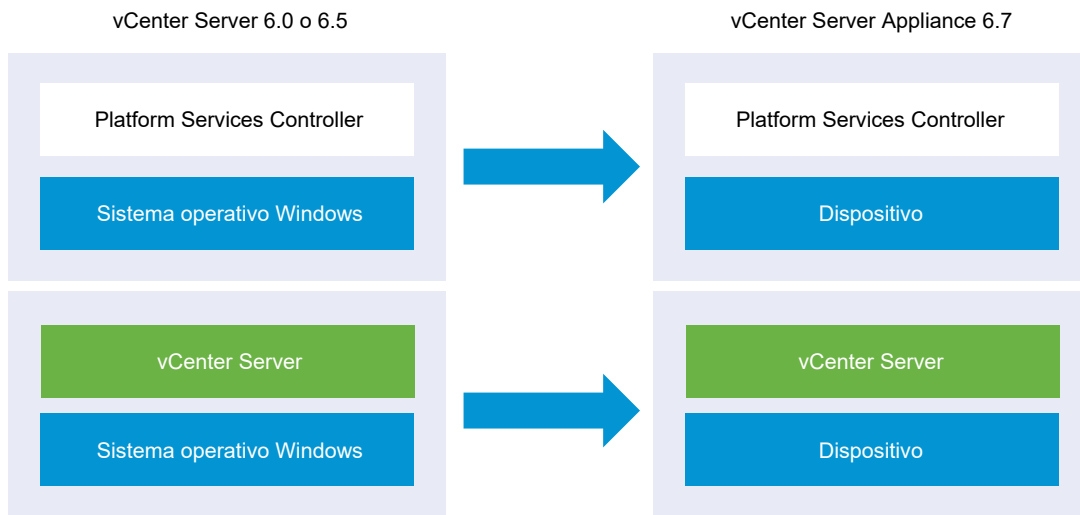 vCenter Server 6.0 o 6.5
vCenter Server Appliance 6.7
Platform Services Controller
Platform Services Controller
Sistema operativo Windows
Dispositivo
vCenter Server
vCenter Server
Sistema operativo Windows
Dispositivo